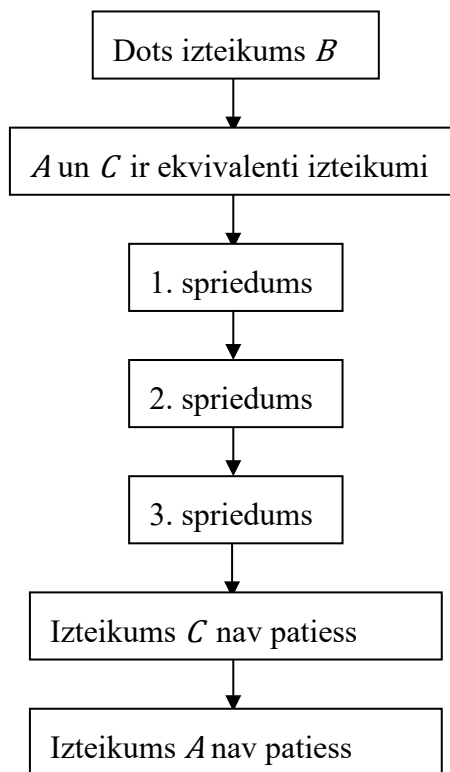 Dots izteikums B
A un C ir ekvivalenti izteikumi
1. spriedums
2. spriedums
3. spriedums
Izteikums C nav patiess
Izteikums A nav patiess